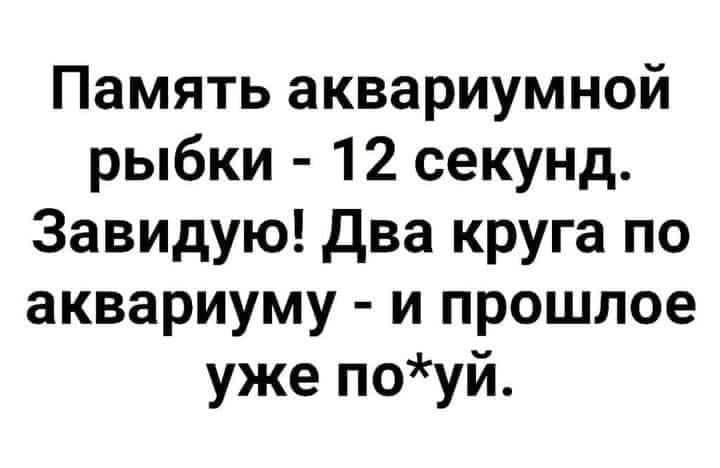 Память аквариумной
рыбки - 12 секунд.
Завидую! Два круга по
аквариуму - и прошлое
уже по*уй.